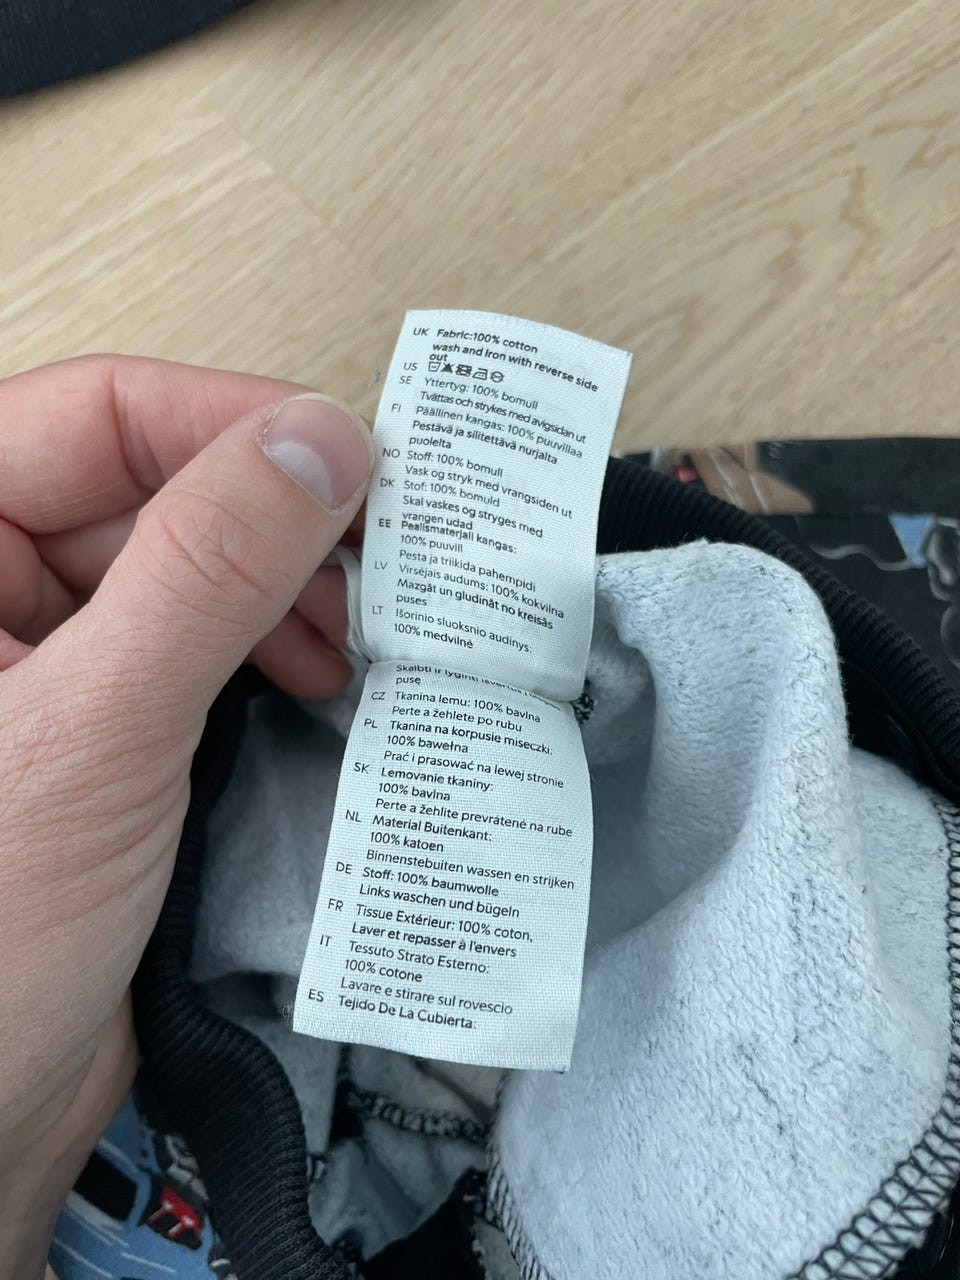 UK Fabric:100% cotton
wash and iron with reverse side
out
US
SE Yttertyg: 100% bomull
Tvättas och strykes med avigsidan ut
FI Päällinen kangas: 100% puuvillaa
Pestävä ja silitettävä nurjalta
puolelta
NO Stoff: 100% bomull
Vask og stryk med vrangsiden ut
DK Stof: 100% bomuld
Skal vaskes og stryges med
vrangen udad
EE Pealismaterjali kangas:
100% puuvill
Pesta ja triikida pahempidi
LV Virsējais audums: 100% kokvilna
Mazgāt un gludināt no kreisās
puses
LT Išorinio sluoksnio audinys:
100% medvilnė
Skalbti ir lyginti
pusę
CZ Tkanina lemu: 100% bavlna
Perte a žehlete po rubu
PL Tkanina na korpusie miseczki:
100% bawełna
Prać i prasować na lewej stronie
SK Lemovanie tkaniny:
100% bavlna
Perte a žehlite prevrátené na rube
NL Material Buitenkant:
100% katoen
Binnenstebuiten wassen en strijken
DE Stoff: 100% baumwolle
Links waschen und bügeln
FR Tissue Extérieur: 100% coton,
Laver et repasser à l'envers
IT Tessuto Strato Esterno:
100% cotone
Lavare e stirare sul rovescio
ES Tejido De La Cubierta: